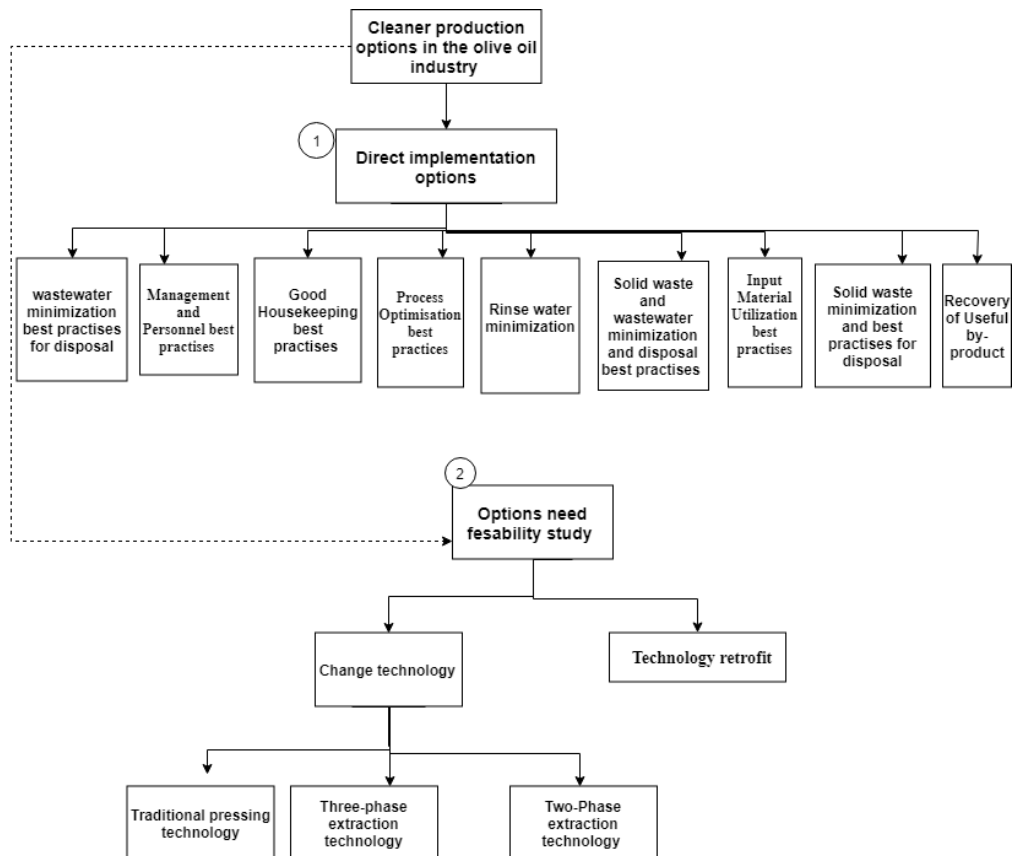 Cleaner production
options in the olive oil
industry
1
Direct implementation
options
wastewater
minimization
best practises
for disposal
Management
and
Personnel best
practises
Good
Housekeeping
best
practises
Process
Optimisation
best
practices
Rinse water
minimization
Solid waste
and
wastewater
minimization
and disposal
best practises
Input
Material
Utilization
best
practises
Solid waste
minimization
and best
practises for
disposal
Recovery
of Useful
by-
product
2
Options need
fesability study
Change technology
Technology retrofit
Traditional pressing
technology
Three-phase
extraction
technology
Two-Phase
extraction
technology